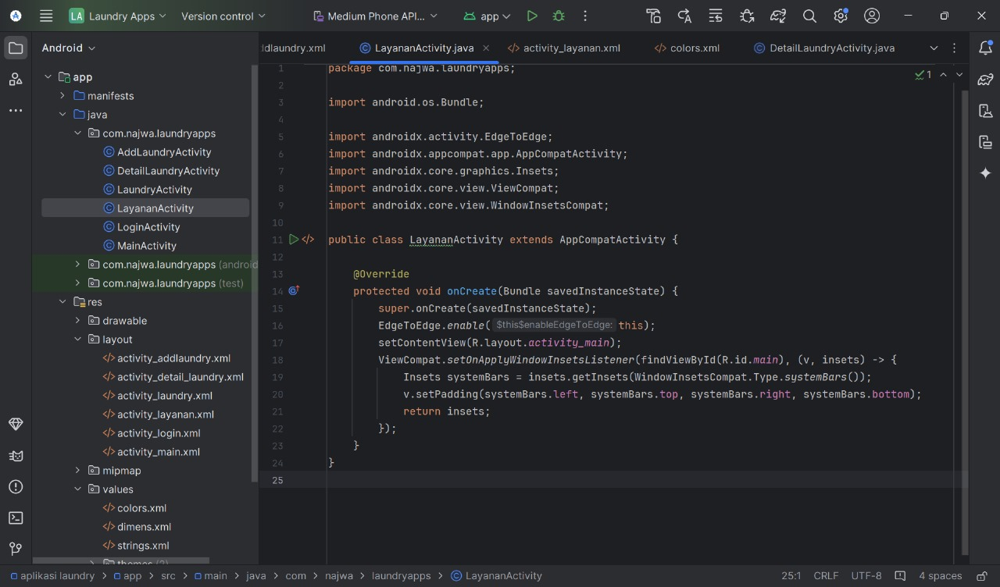 LA Laundry Apps Version control Medium Phone API... app
Android
dlaundry.xml LayananActivity.java activity_layanan.xml colors.xml DetailLaundryActivity.java
app
manifests
java
com.najwa.laundryapps
AddLaundryActivity
DetailLaundryActivity
LaundryActivity
LayananActivity
LoginActivity
MainActivity
com.najwa.laundryapps (android
com.najwa.laundryapps (test)
res
drawable
layout
activity_addlaundry.xml
activity_detail_laundry.xml
activity_laundry.xml
activity_layanan.xml
activity_login.xml
activity_main.xml
mipmap
values
colors.xml
dimens.xml
strings.xml
themes (2)
1 package com.najwa.laundryapps;
2
3 import android.os.Bundle;
4
5 import androidx.activity.EdgeToEdge;
6 import androidx.appcompat.app.AppCompatActivity;
7 import androidx.core.graphics.Insets;
8 import androidx.core.view.ViewCompat;
9 import androidx.core.view.WindowInsetsCompat;
10
11 public class LayananActivity extends AppCompatActivity {
12
13 @Override
14 protected void onCreate(Bundle savedInstanceState) {
15 super.onCreate(savedInstanceState);
16 EdgeToEdge.enable( $this$enableEdgeToEdge: this);
17 setContentView(R.layout.activity_main);
18 ViewCompat.setOnApplyWindowInsetsListener(findViewById(R.id.main), (v, insets) -> {
19 Insets systemBars = insets.getInsets(WindowInsetsCompat.Type.systemBars());
20 v.setPadding(systemBars.left, systemBars.top, systemBars.right, systemBars.bottom);
21 return insets;
22 });
23 }
24 }
25
1
aplikasi laundry > app > src > main > java > com > najwa > laundryapps > LayananActivity 25:1 CRLF UTF-8 4 spaces